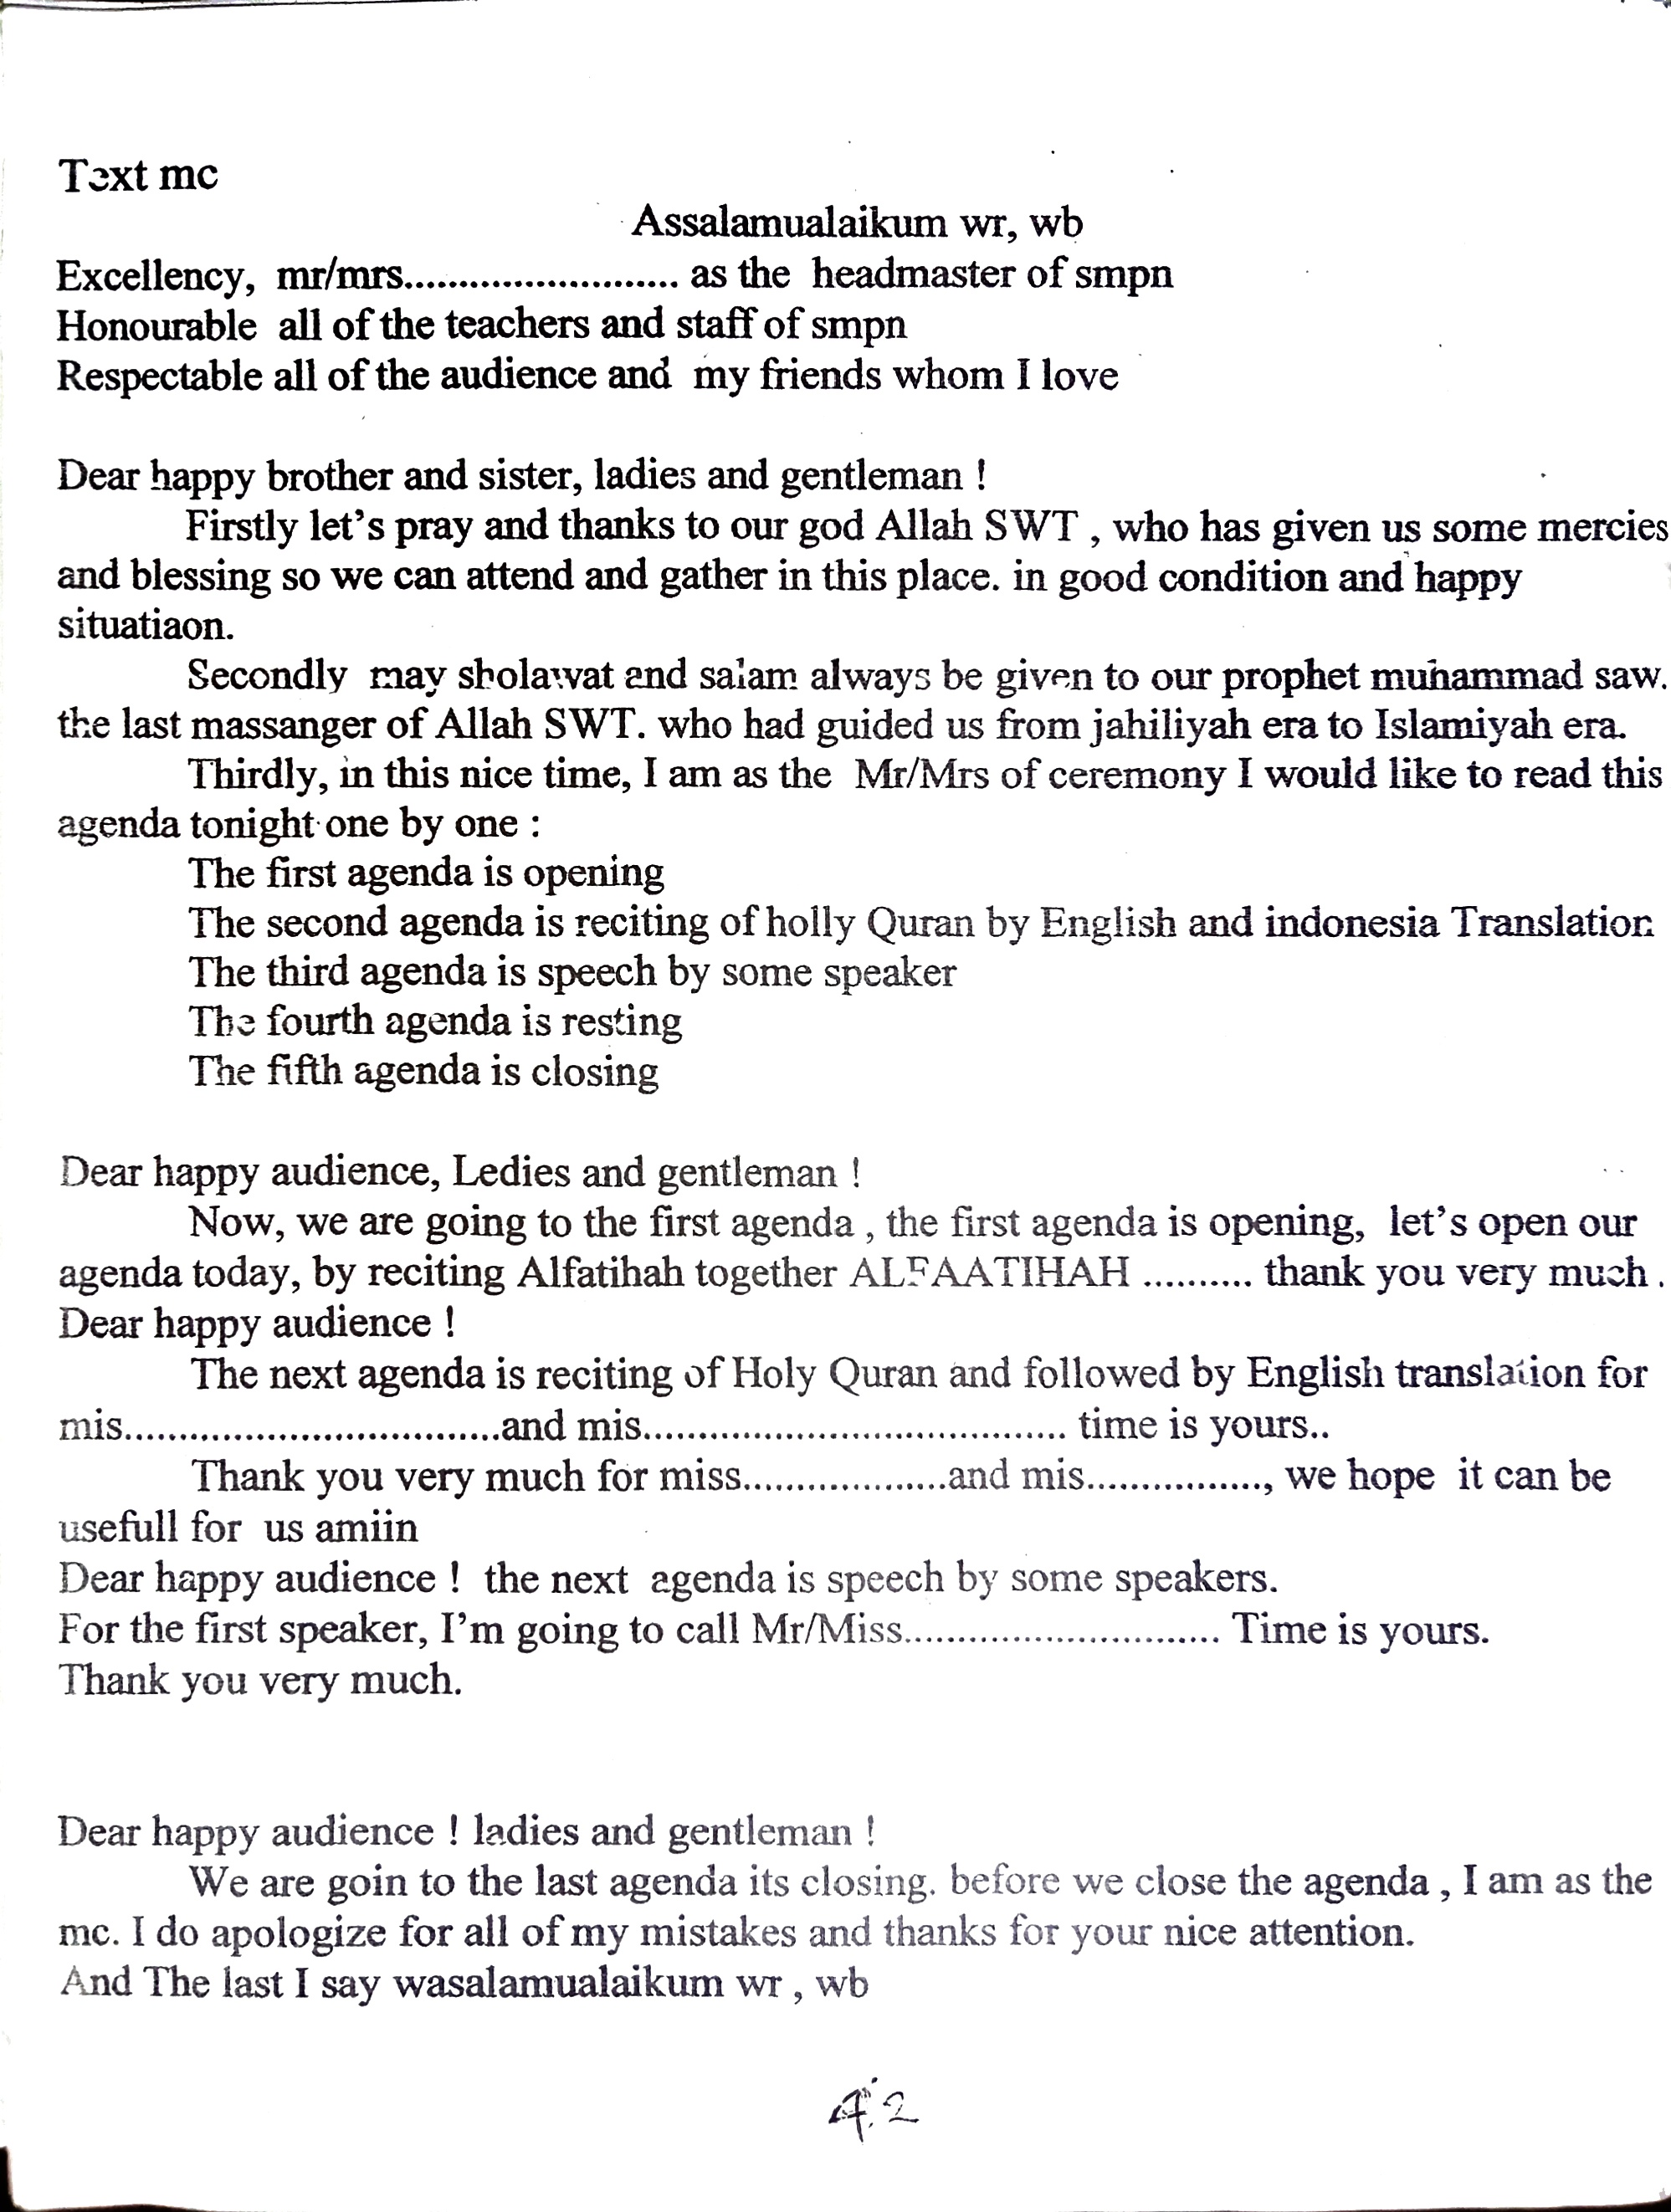 Text mc
Assalamualaikum wr, wb
Excellency, mr/mrs......................... as the headmaster of smpn
Honourable all of the teachers and staff of smpn
Respectable all of the audience and my friends whom I love
Dear happy brother and sister, ladies and gentleman !
Firstly let's pray and thanks to our god Allah SWT , who has given us some mercies
and blessing so we can attend and gather in this place. in good condition and happy
situatiaon.
Secondly may sholawat and salam always be given to our prophet muhammad saw.
the last massanger of Allah SWT. who had guided us from jahiliyah era to Islamiyah era.
Thirdly, in this nice time, I am as the Mr/Mrs of ceremony I would like to read this
agenda tonight one by one :
The first agenda is opening
The second agenda is reciting of holly Quran by English and indonesia Translation
The third agenda is speech by some speaker
The fourth agenda is resting
The fifth agenda is closing
Dear happy audience, Ledies and gentleman !
Now, we are going to the first agenda , the first agenda is opening, let's open our
agenda today, by reciting Alfatihah together ALFAATIHAH .......... thank you very much .
Dear happy audience !
The next agenda is reciting of Holy Quran and followed by English translation for
mis..................................and mis....................................... time is yours..
Thank you very much for miss...................and mis................, we hope it can be
usefull for us amiin
Dear happy audience ! the next agenda is speech by some speakers.
For the first speaker, I'm going to call Mr/Miss............................. Time is yours.
Thank you very much.
Dear happy audience ! ladies and gentleman !
We are goin to the last agenda its closing. before we close the agenda , I am as the
mc. I do apologize for all of my mistakes and thanks for your nice attention.
And The last I say wasalamualaikum wr , wb
42